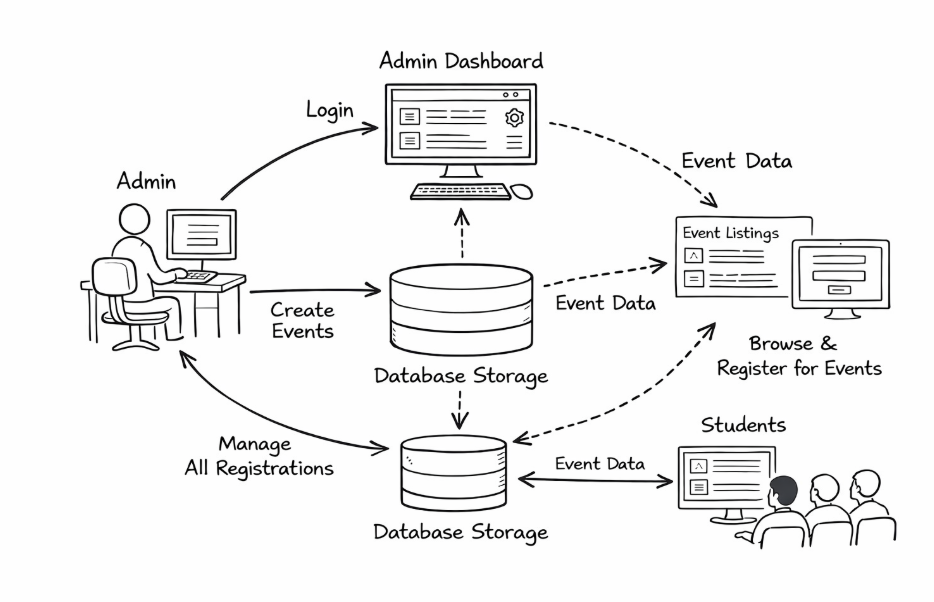 Admin Dashboard
Login
Event Data
Admin
Event Listings
Create
Events
Event Data
Browse &
Register for Events
Database Storage
Students
Manage
All Registrations
Event Data
Database Storage